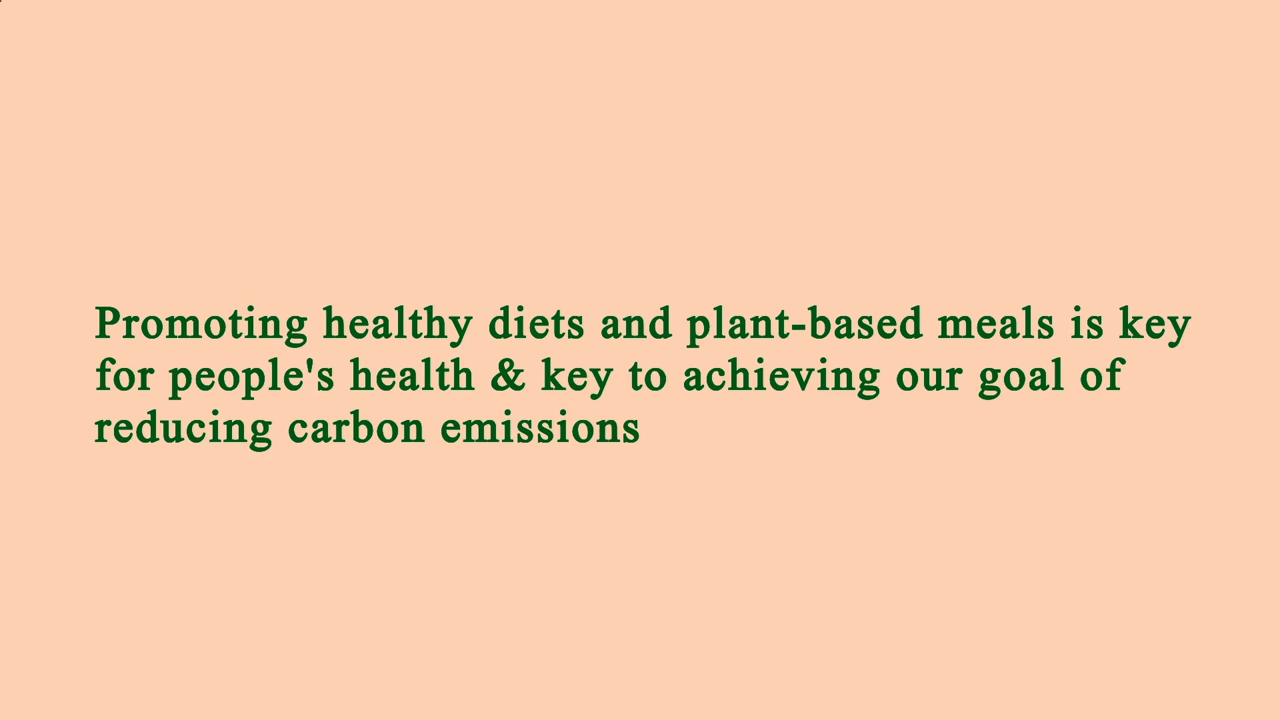 Promoting healthy diets and plant-based meals is key
for people's health & key to achieving our goal of
reducing carbon emissions